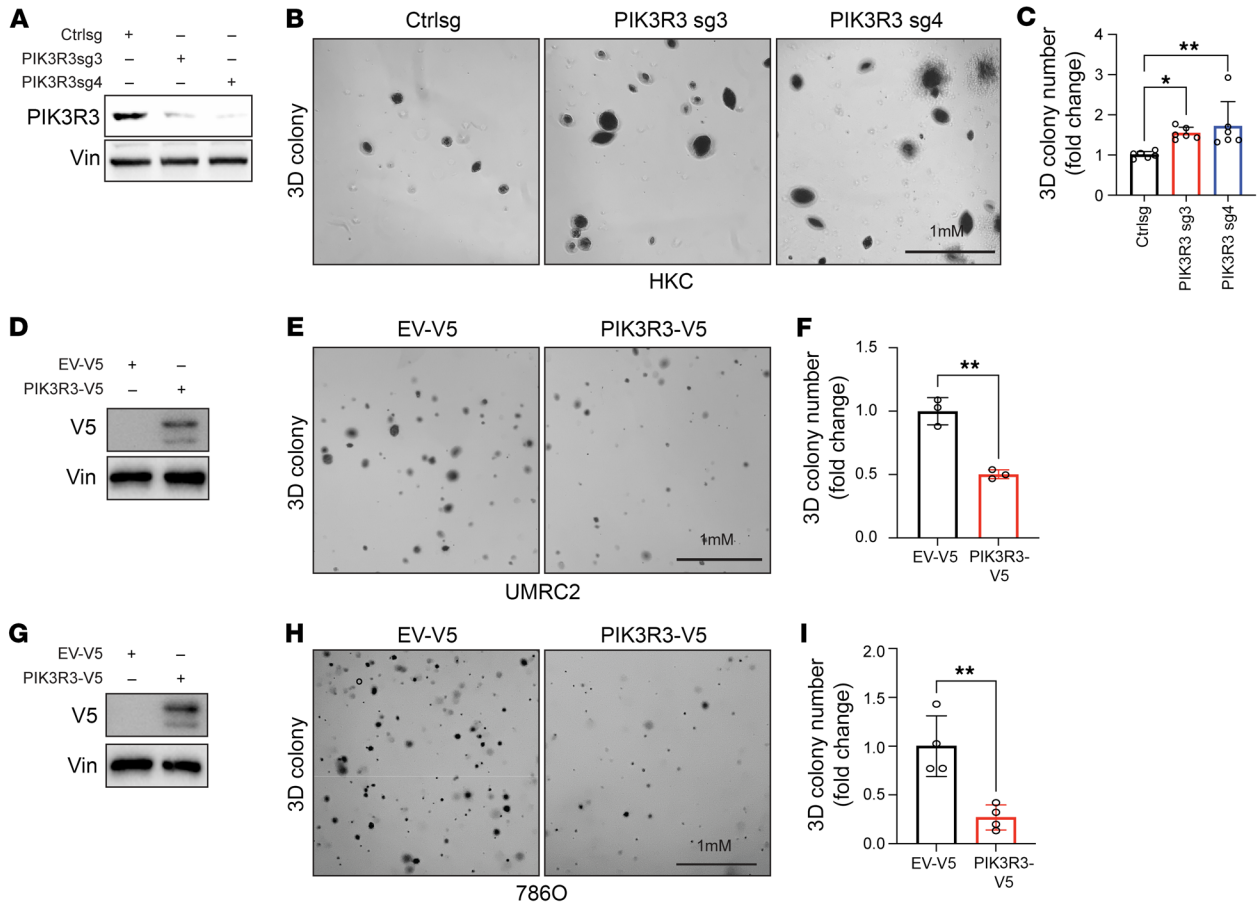 A
Ctrlsg + – –
PIK3R3sg3 – + –
PIK3R3sg4 – – +
PIK3R3
Vin
B
Ctrlsg
PIK3R3 sg3
PIK3R3 sg4
3D colony
1mM
HKC
C
3D colony number
(fold change)
4
3
2
1
0
*
**
Ctrlsg
PIK3R3 sg3
PIK3R3 sg4
D
EV-V5 + –
PIK3R3-V5 – +
V5
Vin
E
EV-V5
PIK3R3-V5
3D colony
1mM
UMRC2
F
3D colony number
(fold change)
1.5
1.0
0.5
0.0
**
EV-V5
PIK3R3-
V5
G
EV-V5 + –
PIK3R3-V5 – +
V5
Vin
H
EV-V5
PIK3R3-V5
3D colony
1mM
786O
I
3D colony number
(fold change)
2.0
1.5
1.0
0.5
0.0
**
EV-V5
PIK3R3-
V5